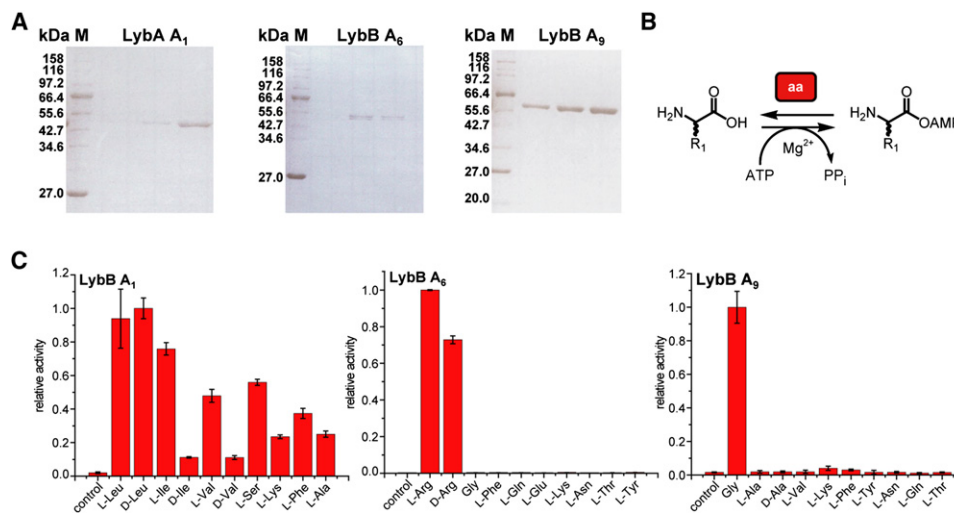 A
kDa M LybA A1
158
116
97.2
66.4
55.6
42.7
34.6
27.0
kDa M LybB A6
158
116
97.2
66.4
55.6
42.7
34.6
27.0
kDa M LybB A9
158
116
97.2
66.4
55.6
42.7
34.6
27.0
20.0
B
aa
H2N
O
OH
R1
H2N
O
OAMP
R1
Mg2+
ATP
PPi
C
LybB A1
relative activity
1.2
1.0
0.8
0.6
0.4
0.2
0.0
control
L-Leu
D-Leu
L-Ile
D-Ile
L-Val
D-Val
L-Ser
L-Lys
L-Phe
L-Ala
LybB A6
relative activity
1.0
0.8
0.6
0.4
0.2
0.0
control
L-Arg
D-Arg
Gly
L-Phe
L-Gln
L-Glu
L-Lys
L-Asn
L-Thr
L-Tyr
LybB A9
relative activity
1.2
1.0
0.8
0.6
0.4
0.2
0.0
control
Gly
L-Ala
D-Ala
L-Val
L-Lys
L-Phe
L-Tyr
L-Asn
L-Gln
L-Thr